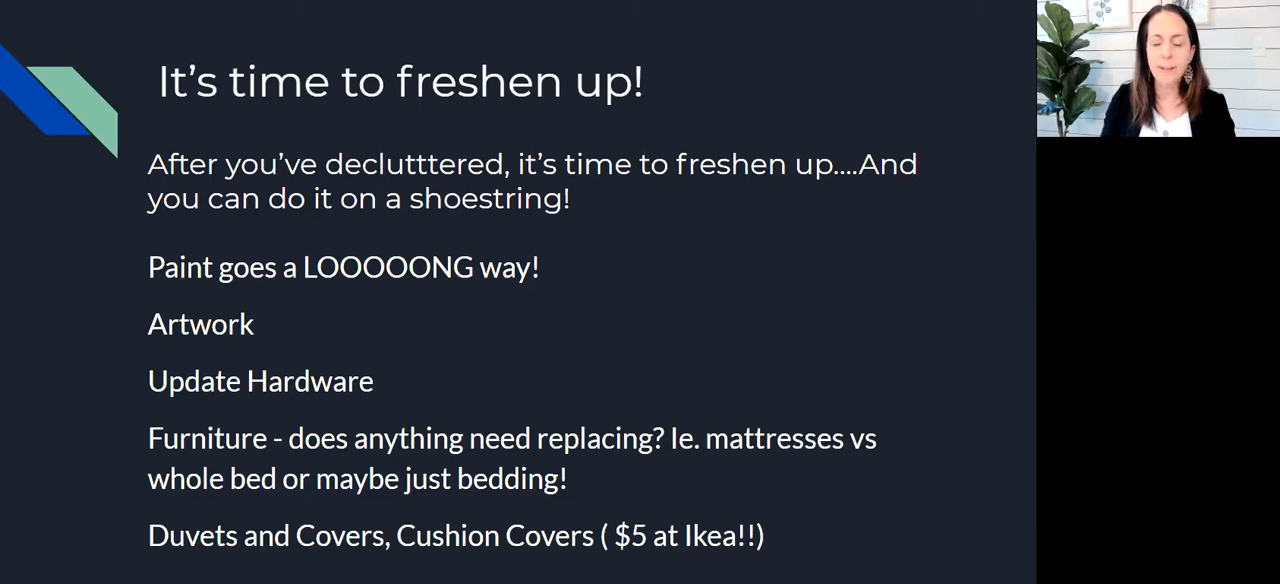 It’s time to freshen up!
After you’ve declutttered, it’s time to freshen up....And
you can do it on a shoestring!
Paint goes a LOOOOONG way!
Artwork
Update Hardware
Furniture - does anything need replacing? Ie. mattresses vs
whole bed or maybe just bedding!
Duvets and Covers, Cushion Covers ( $5 at Ikea!!)